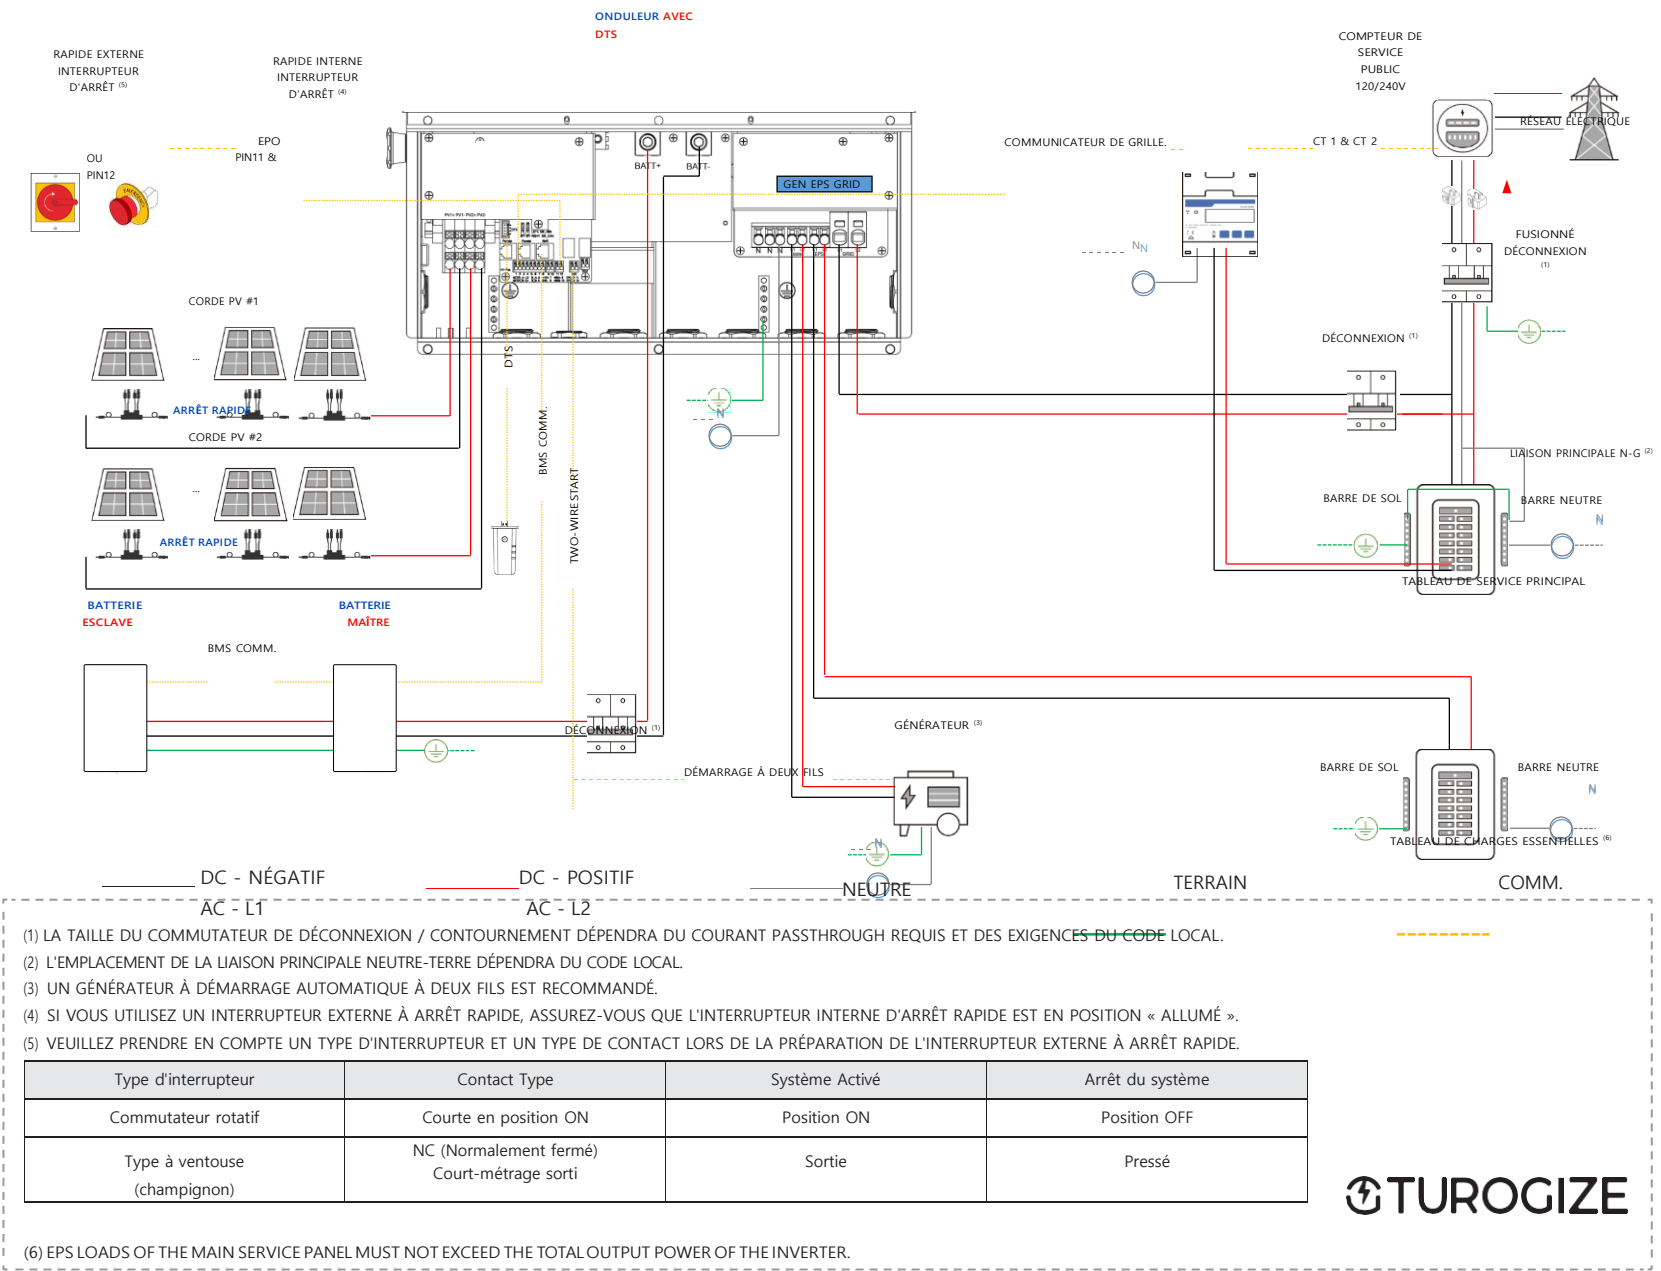 ONDULEUR AVEC
DTS
RAPIDE EXTERNE
INTERRUPTEUR
D'ARRÊT (5)
RAPIDE INTERNE
INTERRUPTEUR
D'ARRÊT (4)
COMPTEUR DE
SERVICE
PUBLIC
120/240V
RÉSEAU ÉLECTRIQUE
EPO
PIN11 &
OU
PIN12
BATT+
BATT-
COMMUNICATEUR DE GRILLE.
CT 1 & CT 2
GEN EPS GRID
PV1+ PV1- PV2+ PV2-
N N N
EPS
GRID
N
N
FUSIONNÉ
DÉCONNEXION
(1)
CORDE PV #1
...
DÉCONNEXION (1)
DTS
ARRÊT RAPIDE
CORDE PV #2
N
BMS COMM.
LIAISON PRINCIPALE N-G (2)
...
TWO-WIRE START
BARRE DE SOL
BARRE NEUTRE
N
ARRÊT RAPIDE
TABLEAU DE SERVICE PRINCIPAL
BATTERIE
ESCLAVE
BATTERIE
MAÎTRE
BMS COMM.
DÉCONNEXION (1)
GÉNÉRATEUR (3)
DÉMARRAGE À DEUX FILS
BARRE DE SOL
BARRE NEUTRE
N
N
TABLEAU DE CHARGES ESSENTIELLES (6)
DC - NÉGATIF
AC - L1
DC - POSITIF
AC - L2
NEUTRE
TERRAIN
COMM.
(1) LA TAILLE DU COMMUTATEUR DE DÉCONNEXION / CONTOURNEMENT DÉPENDRA DU COURANT PASSTHROUGH REQUIS ET DES EXIGENCES DU CODE LOCAL.
(2) L'EMPLACEMENT DE LA LIAISON PRINCIPALE NEUTRE-TERRE DÉPENDRA DU CODE LOCAL.
(3) UN GÉNÉRATEUR À DÉMARRAGE AUTOMATIQUE À DEUX FILS EST RECOMMANDÉ.
(4) SI VOUS UTILISEZ UN INTERRUPTEUR EXTERNE À ARRÊT RAPIDE, ASSUREZ-VOUS QUE L'INTERRUPTEUR INTERNE D'ARRÊT RAPIDE EST EN POSITION « ALLUMÉ ».
(5) VEUILLEZ PRENDRE EN COMPTE UN TYPE D'INTERRUPTEUR ET UN TYPE DE CONTACT LORS DE LA PRÉPARATION DE L'INTERRUPTEUR EXTERNE À ARRÊT RAPIDE.
Type d'interrupteur Contact Type Système Activé Arrêt du système
Commutateur rotatif Courte en position ON Position ON Position OFF
Type à ventouse
(champignon)
NC (Normalement fermé)
Court-métrage sorti
Sortie
Pressé
TUROGIZE
(6) EPS LOADS OF THE MAIN SERVICE PANEL MUST NOT EXCEED THE TOTAL OUTPUT POWER OF THE INVERTER.